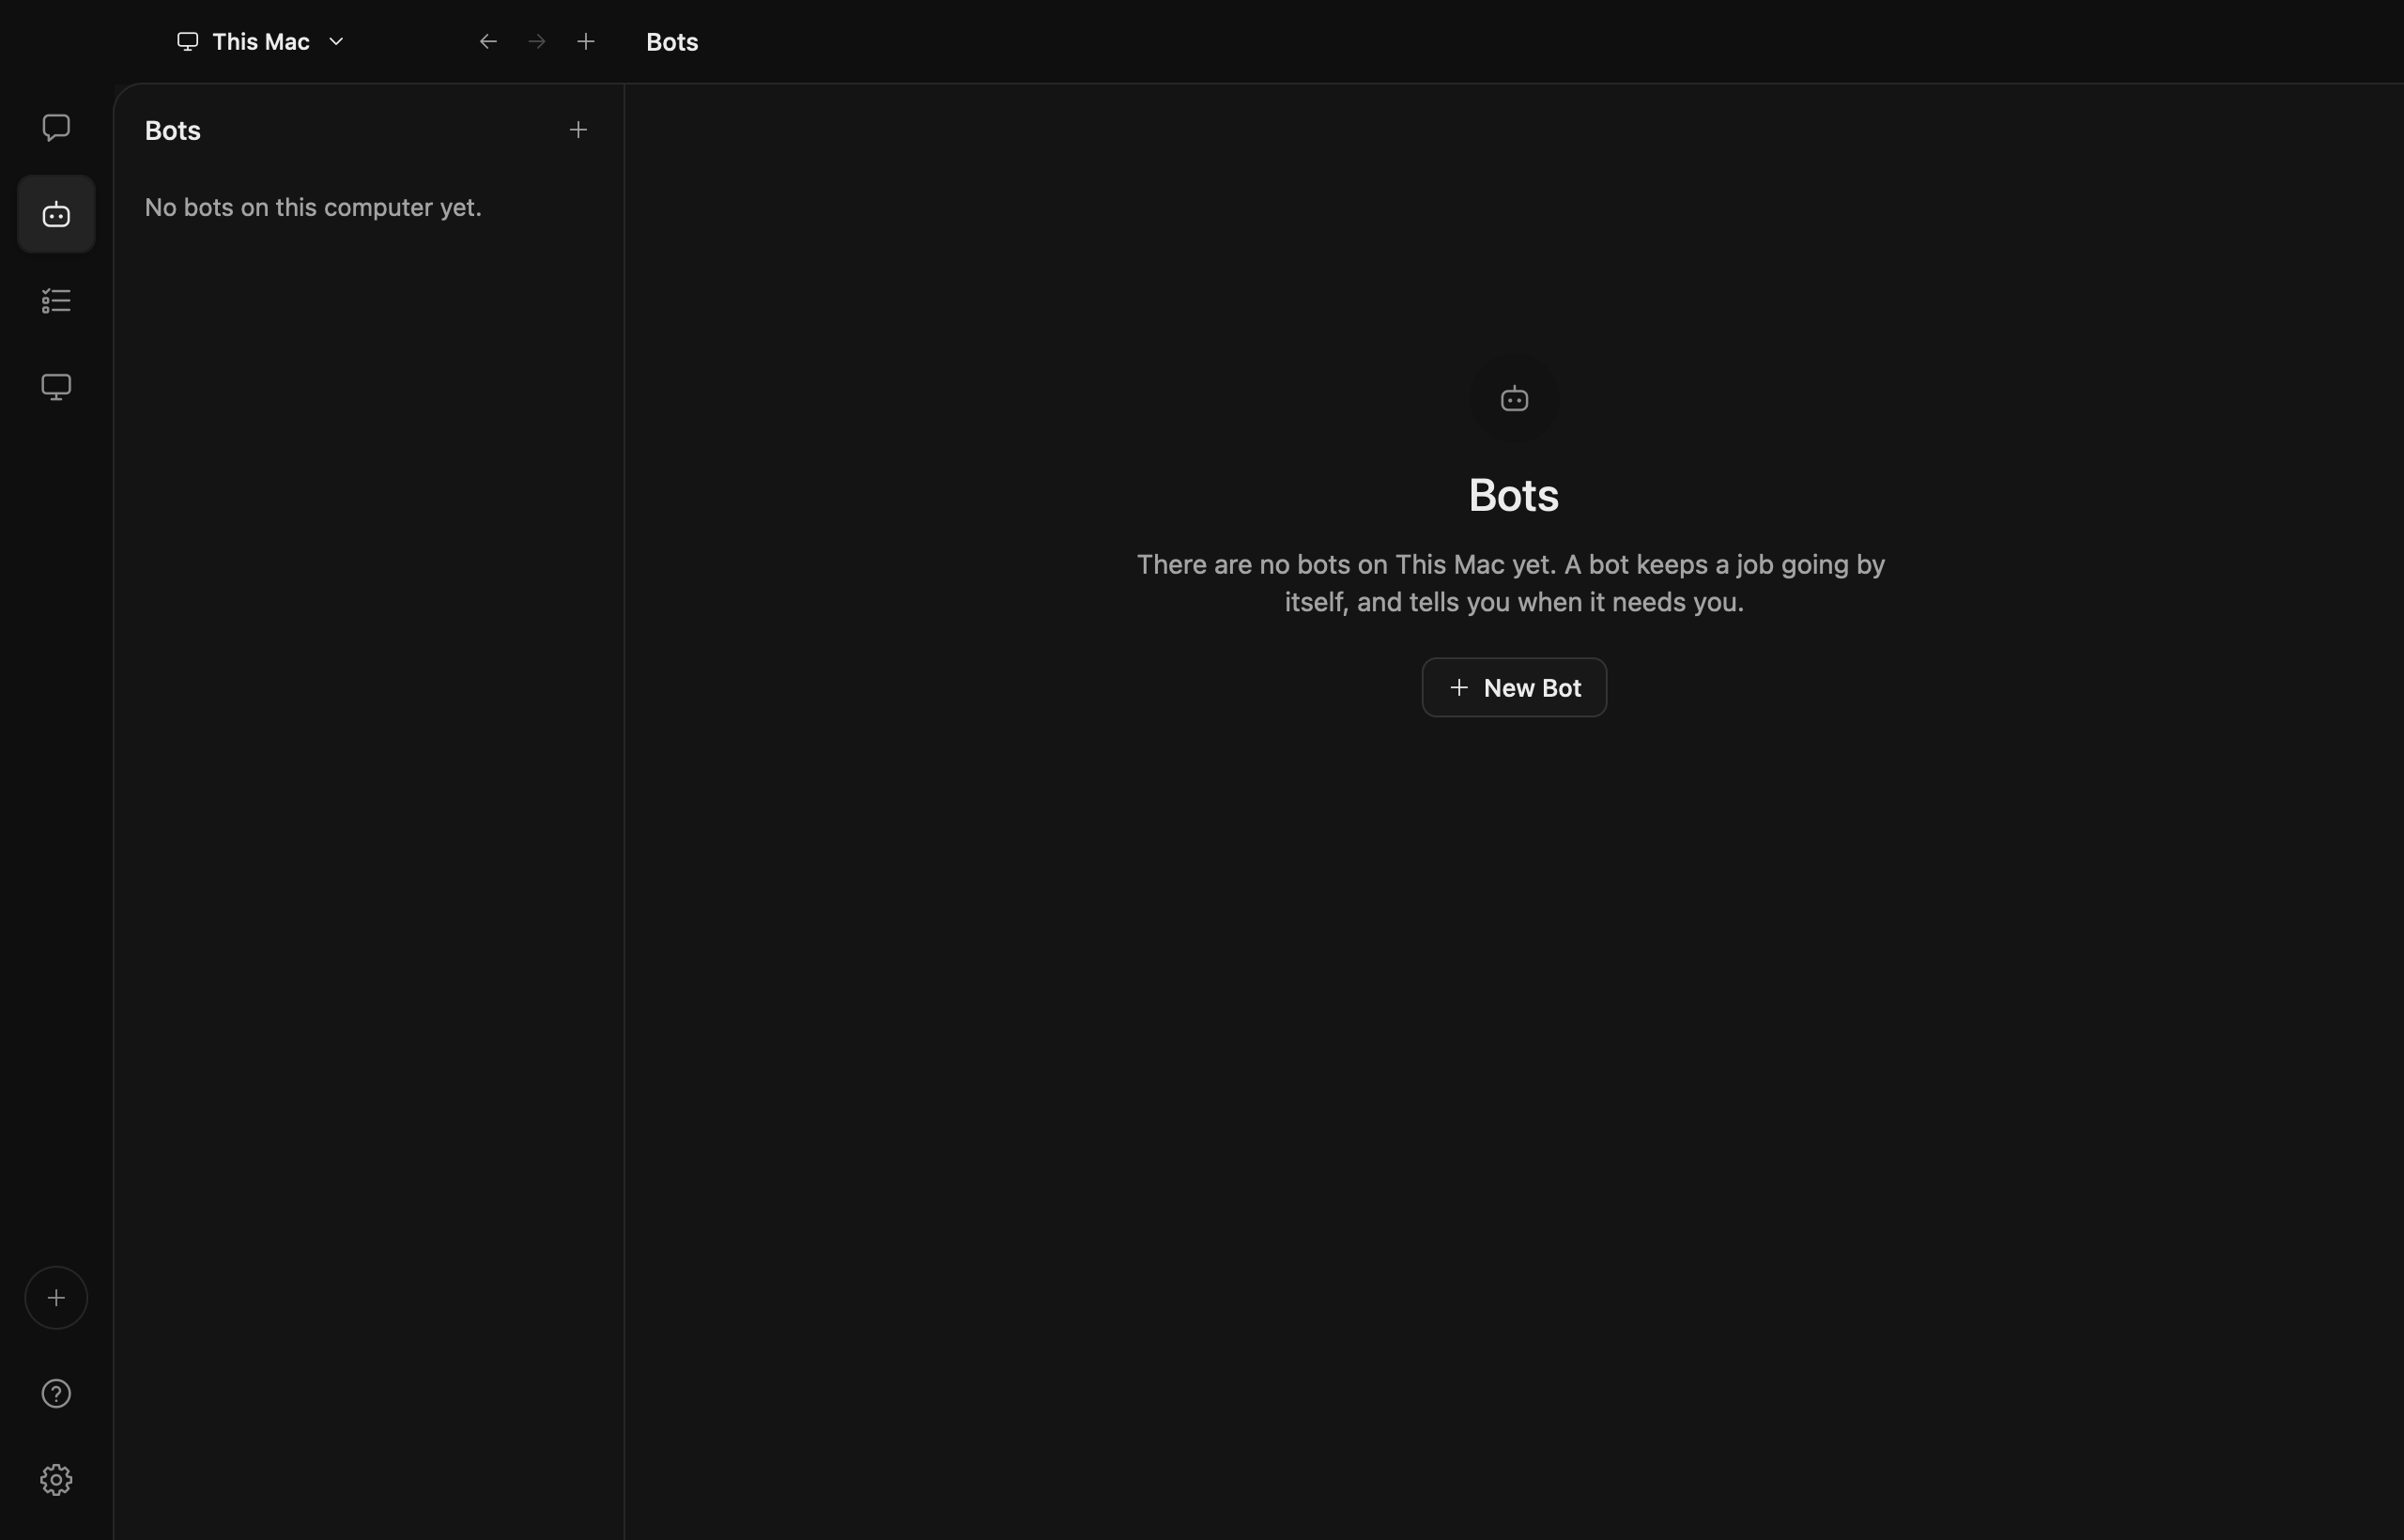 This Mac
Bots
Bots
No bots on this computer yet.
Bots
There are no bots on This Mac yet. A bot keeps a job going by
itself, and tells you when it needs you.
New Bot